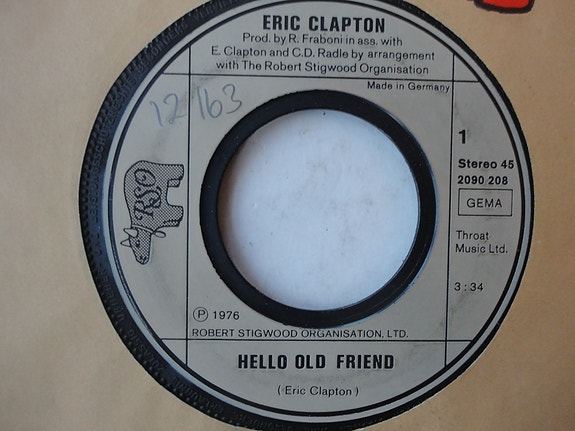 ERIC CLAPTON
Prod. by R. Fraboni in ass. with
E. Clapton and C.D. Radle by arrangement
with The Robert Stigwood Organisation
Made in Germany
12 163
1
Stereo 45
2090 208
GEMA
RSO
Throat
Music Ltd.
3:34
Ⓟ 1976
ROBERT STIGWOOD ORGANISATION, LTD.
HELLO OLD FRIEND
(Eric Clapton)